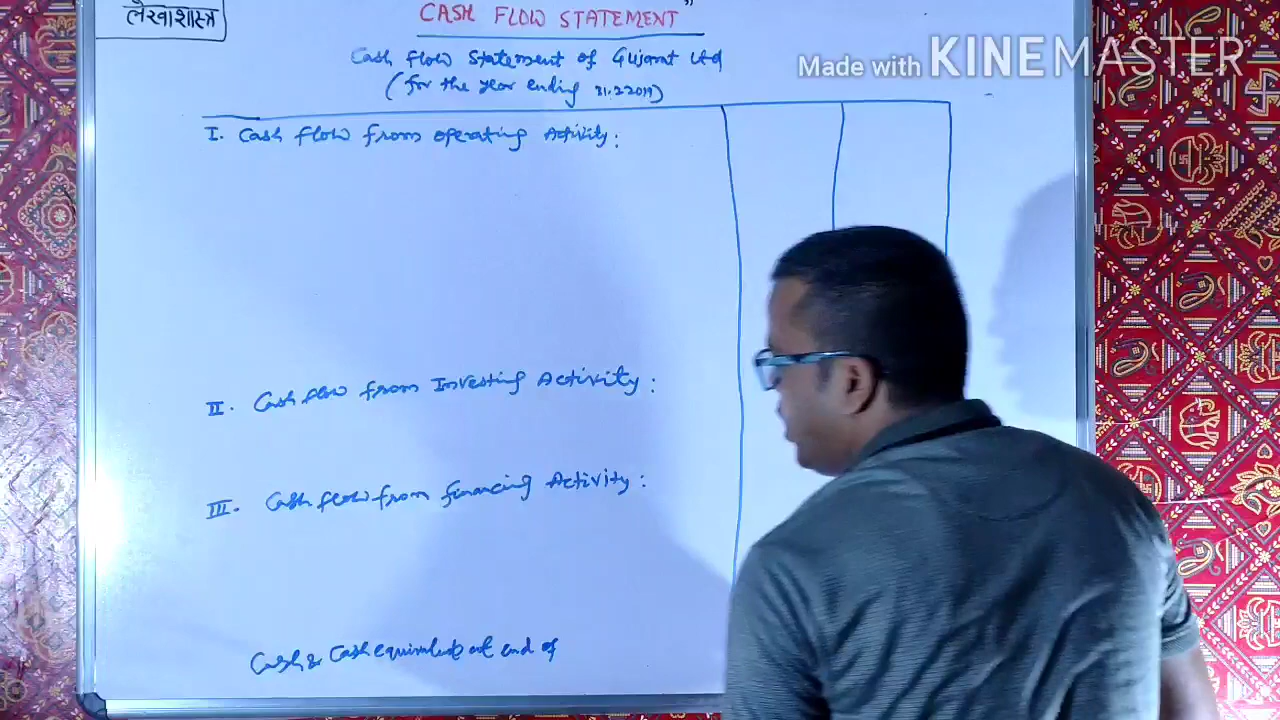 लेखाशास्त्र
CASH FLOW STATEMENT"
Cash flow Statement of Gujarat Ltd
(for the year ending 31.2.2019)
Made with KINEMASTER
I. Cash flow from operating Activity:
II. Cash flow from Investing Activity:
III. Cash flow from financing Activity:
Cash & Cash equivalents at end of